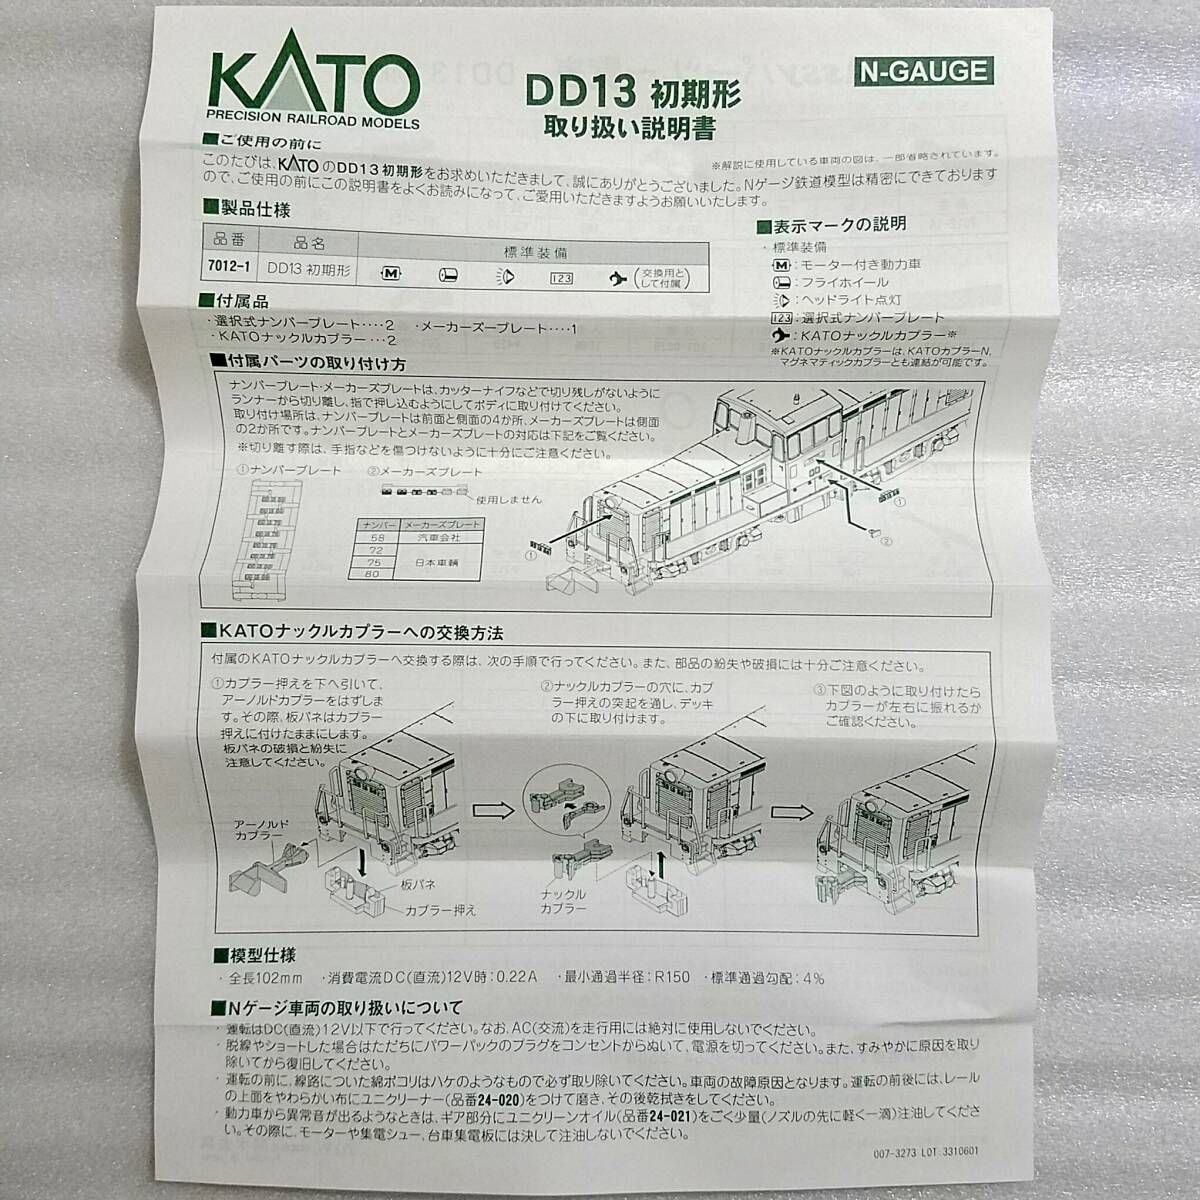 KATO
PRECISION RAILROAD MODELS
DD13 初期形
取り扱い説明書
N-GAUGE
■ご使用の前に
※解説に使用している車両の図は、一部省略されています。
このたびは、KATOのDD13初期形をお求めいただきまして、誠にありがとうございました。Nゲージ鉄道模型は精密にできております
ので、ご使用の前にこの説明書をよくお読みになって、ご愛用いただきますようお願いいたします。
■製品仕様
品番 品名 標準装備
7012-1 DD13 初期形 M 123 (交換用として付属)
■表示マークの説明
・標準装備
M:モーター付き動力車
:フライホイール
:ヘッドライト点灯
123:選択式ナンバープレート
:KATOナックルカプラー※
※KATOナックルカプラーは、KATOカプラーN、
マグネマティックカプラーとも連結が可能です。
■付属品
・選択式ナンバープレート‥‥2 ・メーカーズープレート‥‥1
・KATOナックルカプラー‥‥2
■付属パーツの取り付け方
ナンバープレート・メーカーズプレートは、カッターナイフなどで切り残しがないように
ランナーから切り離し、指で押し込むようにしてボディに取り付けてください。
取り付け場所は、ナンバープレートは前面と側面の4か所、メーカーズプレートは側面
の2か所です。ナンバープレートとメーカーズプレートの対応は下記をご覧ください。
※切り離す際は、手指などを傷つけないように十分にご注意ください。
①ナンバープレート ②メーカーズプレート
使用しません
ナンバー メーカーズプレート
58 汽車会社
72
75 日本車輌
80
①
①
②
■KATOナックルカプラーへの交換方法
付属のKATOナックルカプラーへ交換する際は、次の手順で行ってください。また、部品の紛失や破損には十分ご注意ください。
①カプラー押えを下へ引いて、
アーノルドカプラーをはずしま
す。その際、板バネはカプラー
押えに付けたままにします。
板バネの破損と紛失に
注意してください。
②ナックルカプラーの穴に、カプ
ラー押えの突起を通し、デッキ
の下に取り付けます。
③下図のように取り付けたら
カプラーが左右に振れるか
ご確認ください。
アーノルド
カプラー
板バネ
カプラー押え
ナックル
カプラー
■模型仕様
・全長102mm ・消費電流DC(直流)12V時:0.22A ・最小通過半径:R150 ・標準通過勾配:4%
■Nゲージ車両の取り扱いについて
・運転はDC(直流)12V以下で行ってください。なお、AC(交流)を走行用には絶対に使用しないでください。
・脱線やショートした場合はただちにパワーパックのプラグをコンセントからぬいて、電源を切ってください。また、すみやかに原因を取り
除いてから復旧してください。
・運転の前に、線路についた綿ボコリはハケのようなもので必ず取り除いてください。車両の故障原因となります。運転の前後には、レール
の上面をやわらかい布にユニクリーナー(品番24-020)をつけて磨き、その後乾拭きをしてください。
・動力車から異常音が出るようなときは、ギア部分にユニクリーンオイル(品番24-021)をごく少量(ノズルの先に軽く一滴)注油してくださ
い。その際に、モーターや集電シュー、台車集電板には決して注油しないでください。
007-3273 LOT 3310601